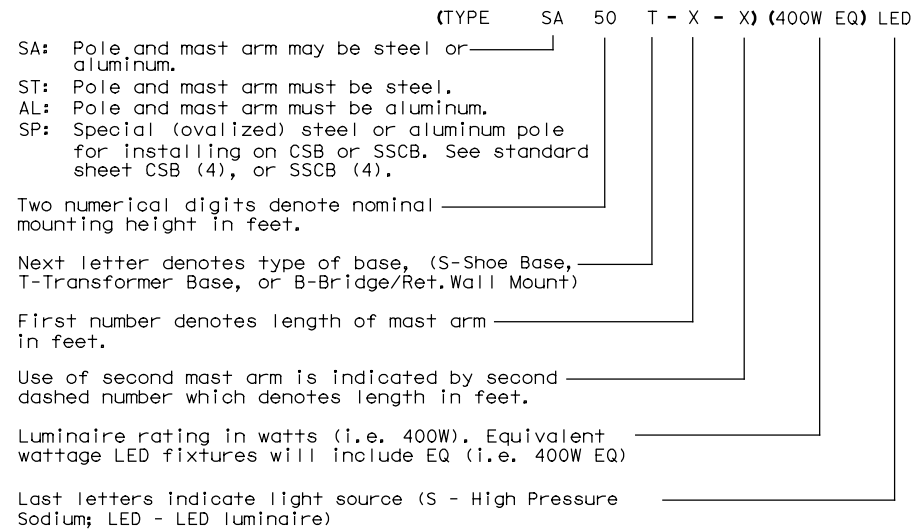 (TYPE SA 50 T - X - X) (400W EQ) LED
SA: Pole and mast arm may be steel or
aluminum.
ST: Pole and mast arm must be steel.
AL: Pole and mast arm must be aluminum.
SP: Special (ovalized) steel or aluminum pole
for installing on CSB or SSCB. See standard
sheet CSB (4), or SSCB (4).
Two numerical digits denote nominal
mounting height in feet.
Next letter denotes type of base, (S-Shoe Base,
T-Transformer Base, or B-Bridge/Ret.Wall Mount)
First number denotes length of mast arm
in feet.
Use of second mast arm is indicated by second
dashed number which denotes length in feet.
Luminaire rating in watts (i.e. 400W). Equivalent
wattage LED fixtures will include EQ (i.e. 400W EQ)
Last letters indicate light source (S - High Pressure
Sodium; LED - LED luminaire)